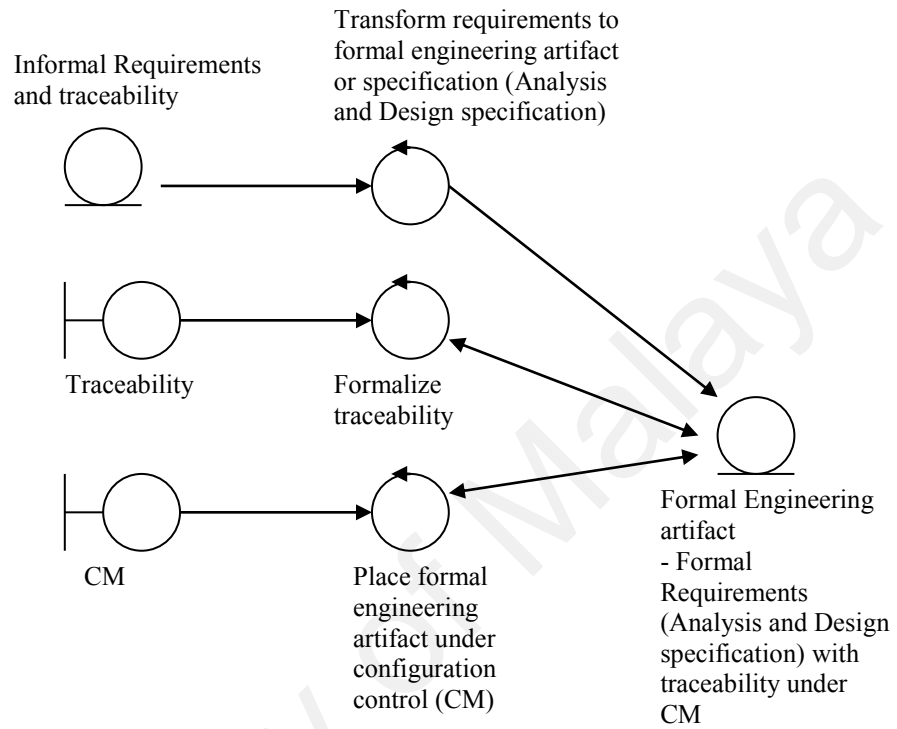 Transform requirements to
formal engineering artifact
or specification (Analysis
and Design specification)
Informal Requirements
and traceability
Traceability
Formalize
traceability
CM
Place formal
engineering
artifact under
configuration
control (CM)
Formal Engineering
artifact
- Formal
Requirements
(Analysis and Design
specification) with
traceability under
CM
of Malaya